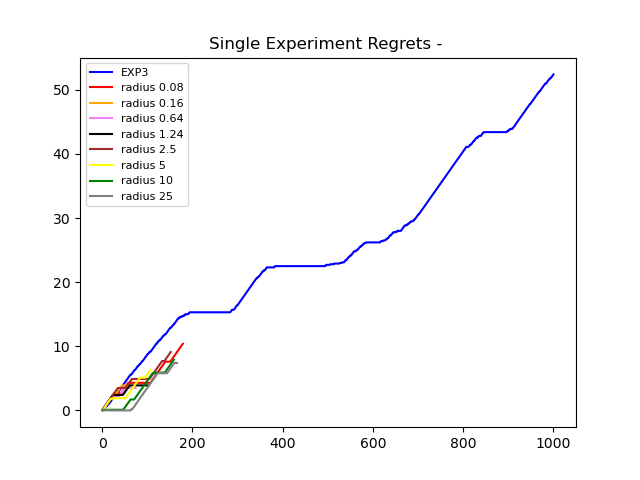 Single Experiment Regrets -
EXP3
radius 0.08
radius 0.16
radius 0.64
radius 1.24
radius 2.5
radius 5
radius 10
radius 25
50
40
30
20
10
0
0 200 400 600 800 1000